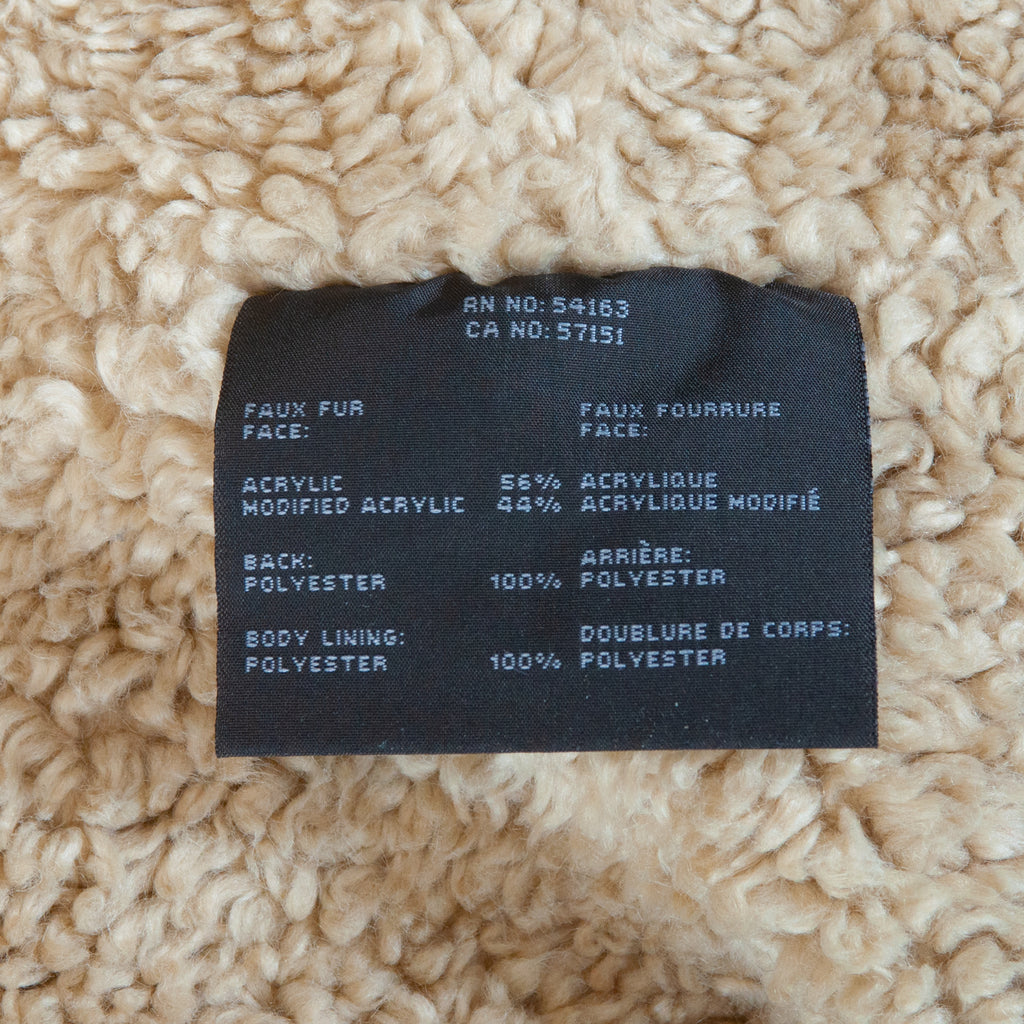 RN NO: 54163
CA NO: 57151
FAUX FUR
FACE:
FAUX FOURRURE
FACE:
ACRYLIC 56% ACRYLIQUE
MODIFIED ACRYLIC 44% ACRYLIQUE MODIFIÉ
BACK:
ARRIÈRE:
POLYESTER 100% POLYESTER
BODY LINING:
DOUBLURE DE CORPS:
POLYESTER 100% POLYESTER